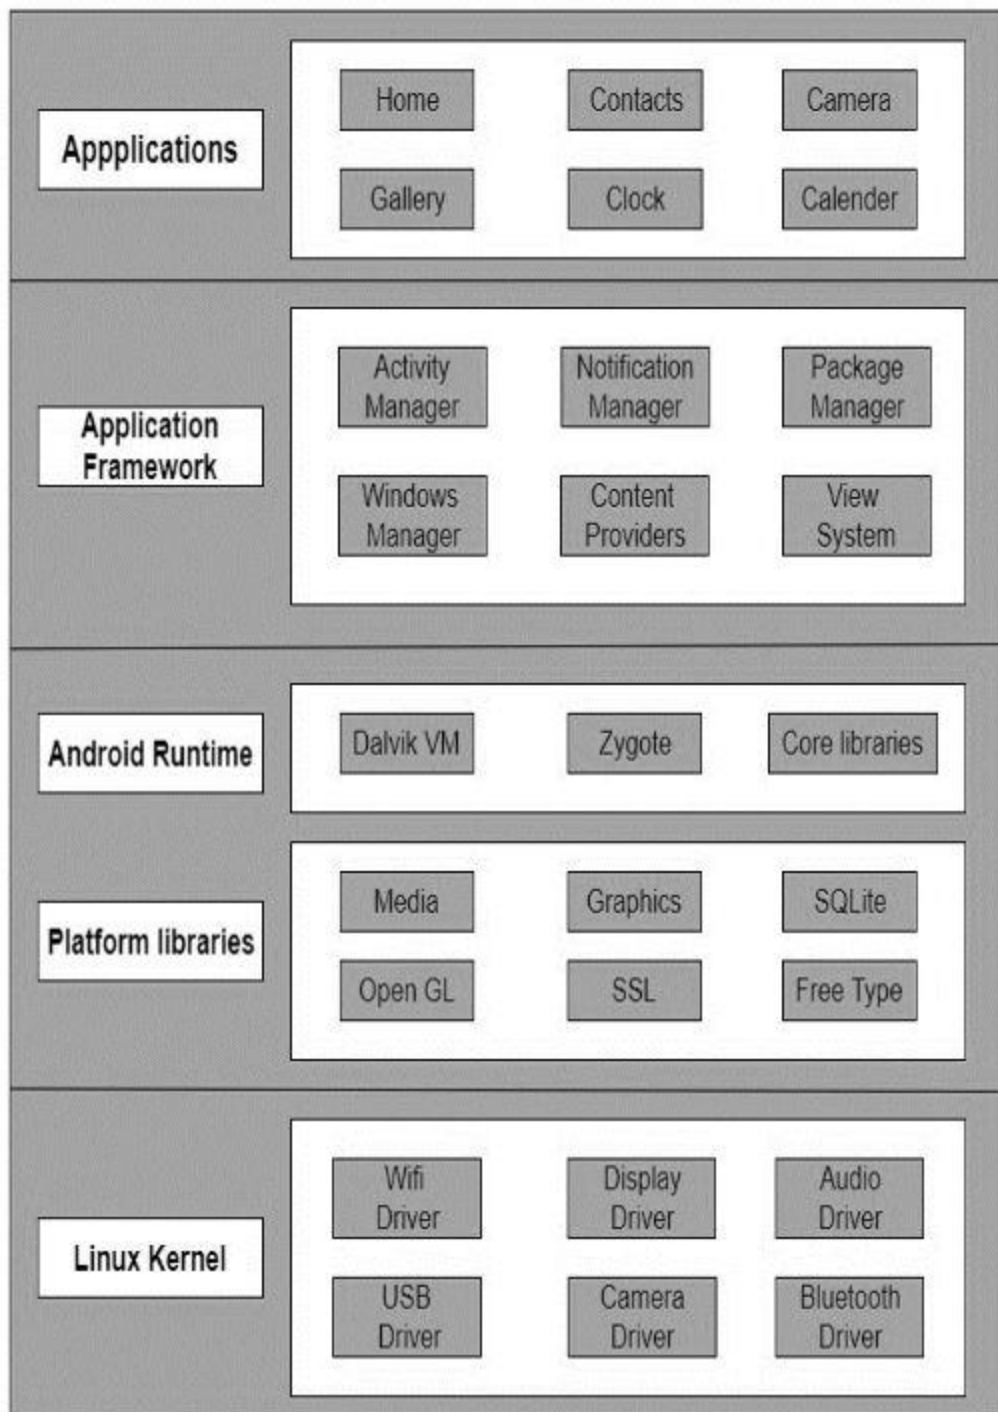 Appplications
Home
Contacts
Camera
Gallery
Clock
Calender
Application
Framework
Activity
Manager
Notification
Manager
Package
Manager
Windows
Manager
Content
Providers
View
System
Android Runtime
Dalvik VM
Zygote
Core libraries
Platform libraries
Media
Graphics
SQLite
Open GL
SSL
Free Type
Linux Kernel
Wifi
Driver
Display
Driver
Audio
Driver
USB
Driver
Camera
Driver
Bluetooth
Driver